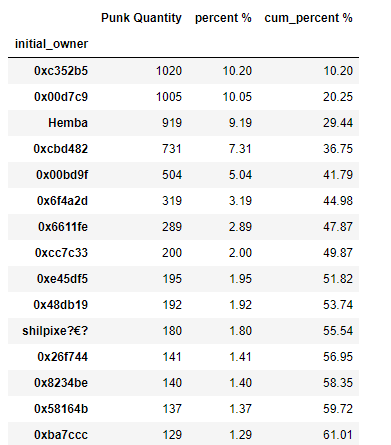 Punk Quantity percent % cum_percent %
initial_owner
0xc352b5 1020 10.20 10.20
0x00d7c9 1005 10.05 20.25
Hemba 919 9.19 29.44
0xcbd482 731 7.31 36.75
0x00bd9f 504 5.04 41.79
0x6f4a2d 319 3.19 44.98
0x6611fe 289 2.89 47.87
0xcc7c33 200 2.00 49.87
0xe45df5 195 1.95 51.82
0x48db19 192 1.92 53.74
shilpixe?€? 180 1.80 55.54
0x26f744 141 1.41 56.95
0x8234be 140 1.40 58.35
0x58164b 137 1.37 59.72
0xba7ccc 129 1.29 61.01